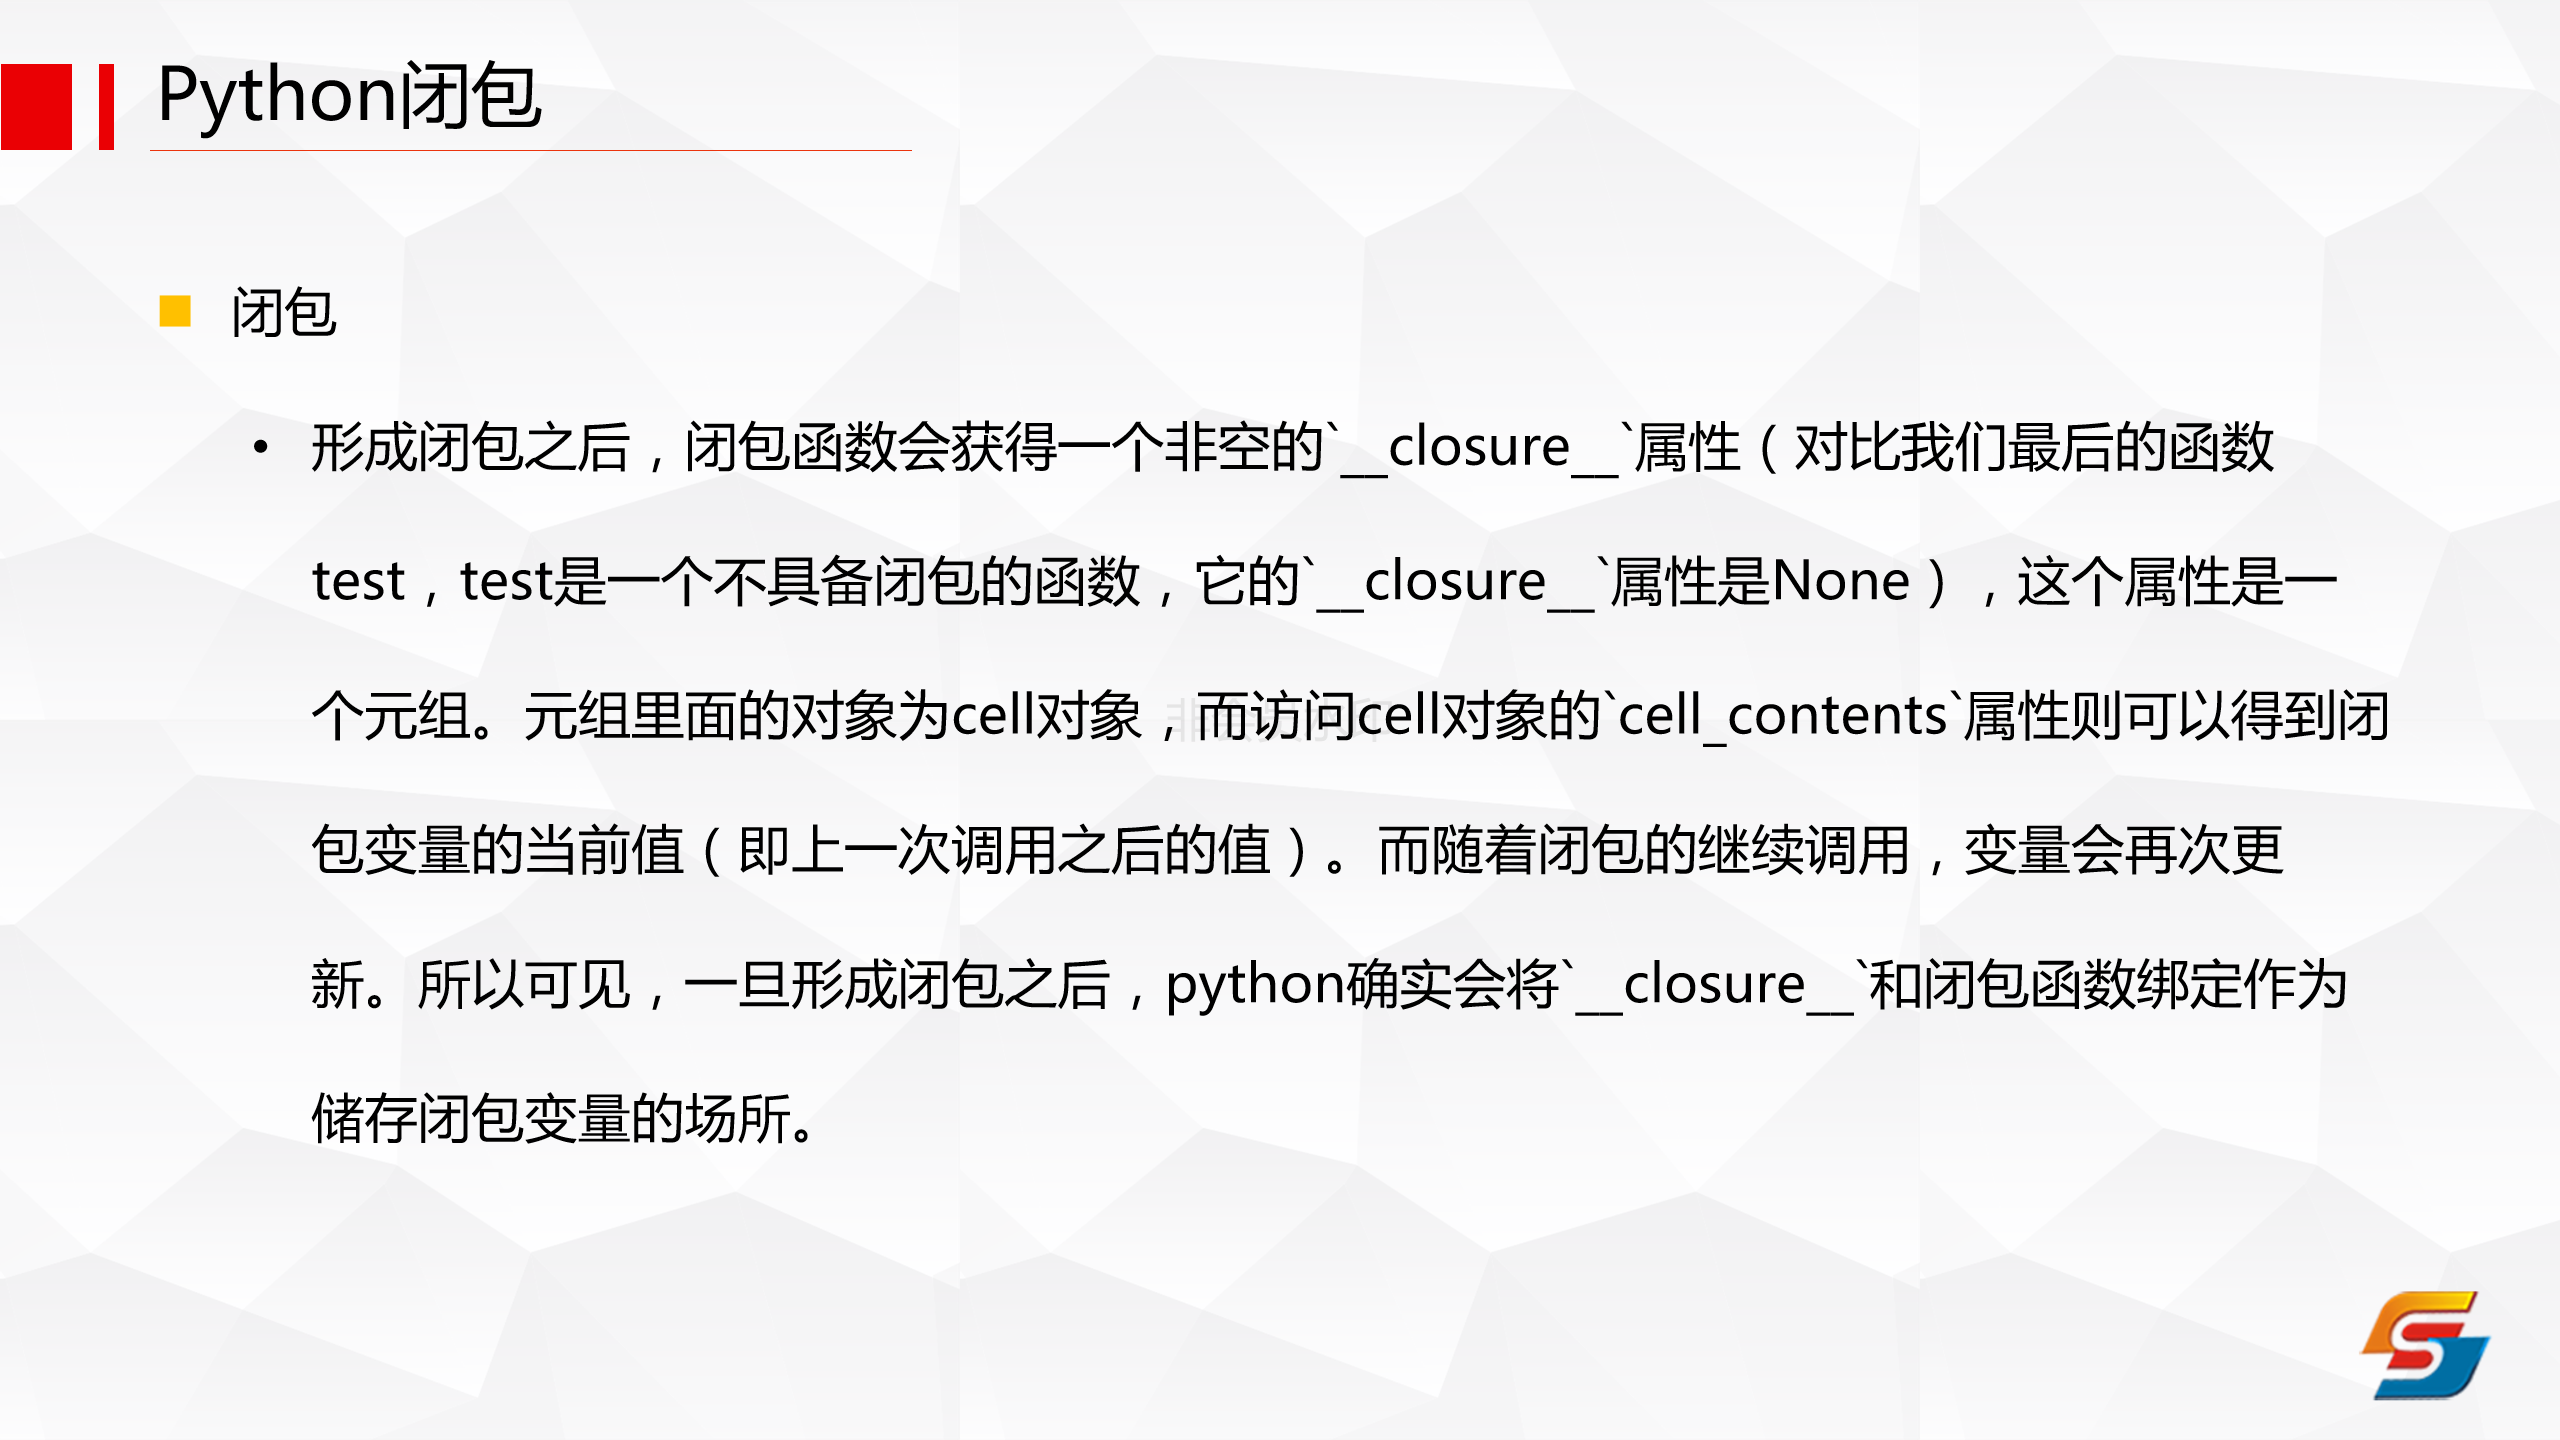 Python闭包
闭包
• 形成闭包之后，闭包函数会获得一个非空的`__closure__`属性（对比我们最后的函数
test，test是一个不具备闭包的函数，它的`__closure__`属性是None），这个属性是一
个元组。元组里面的对象为cell对象，而访问cell对象的`cell_contents`属性则可以得到闭
包变量的当前值（即上一次调用之后的值）。而随着闭包的继续调用，变量会再次更
新。所以可见，一旦形成闭包之后，python确实会将`__closure__`和闭包函数绑定作为
储存闭包变量的场所。